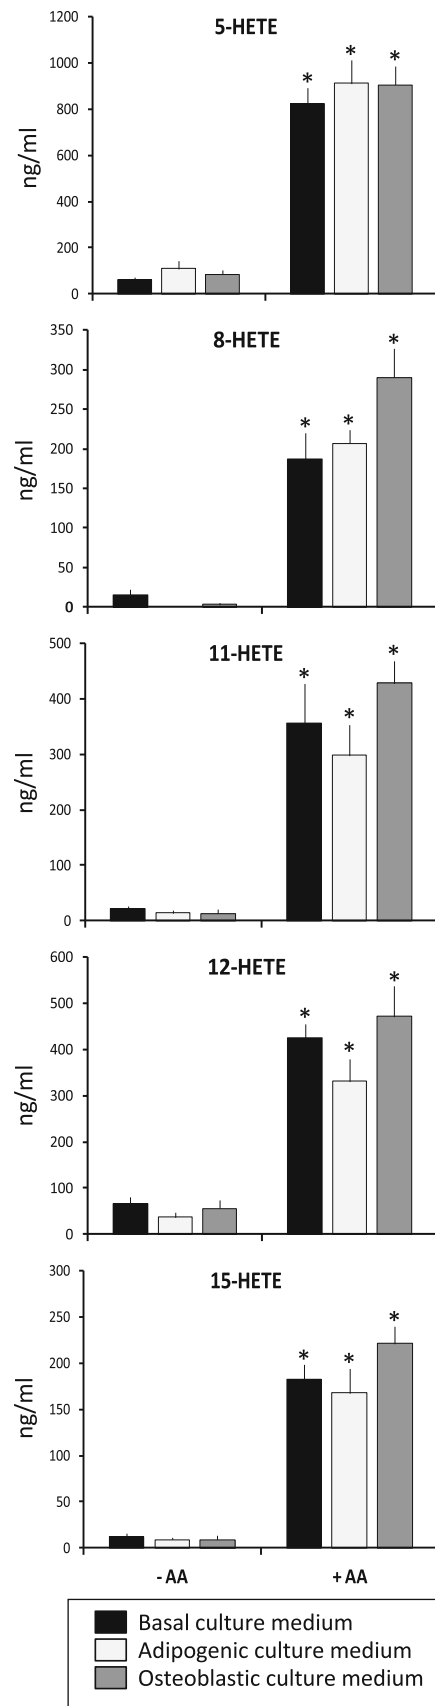 5-HETE
1200
1000
800
600
400
200
0
ng/ml
* * *
8-HETE
350
300
250
200
150
100
50
0
ng/ml
* * *
11-HETE
500
400
300
200
100
0
ng/ml
* * *
12-HETE
600
500
400
300
200
100
0
ng/ml
* * *
15-HETE
300
250
200
150
100
50
0
ng/ml
* * *
- AA + AA
Basal culture medium
Adipogenic culture medium
Osteoblastic culture medium